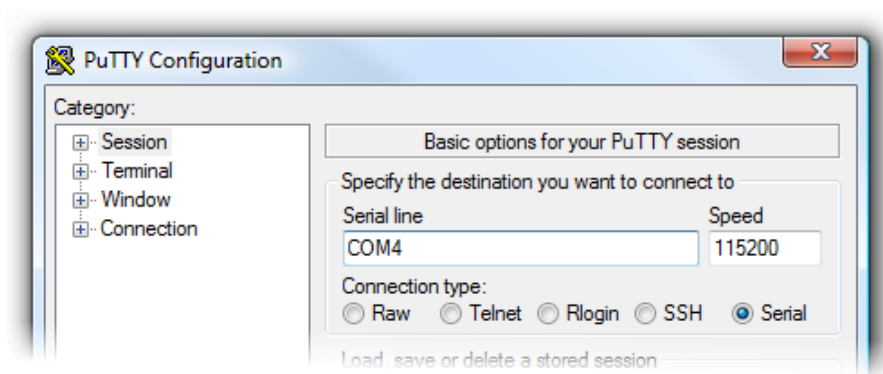 PuTTY Configuration
Category:
Session
Terminal
Window
Connection
Basic options for your PuTTY session
Specify the destination you want to connect to
Serial line Speed
COM4 115200
Connection type:
Raw Telnet Rlogin SSH Serial
Load, save or delete a stored session